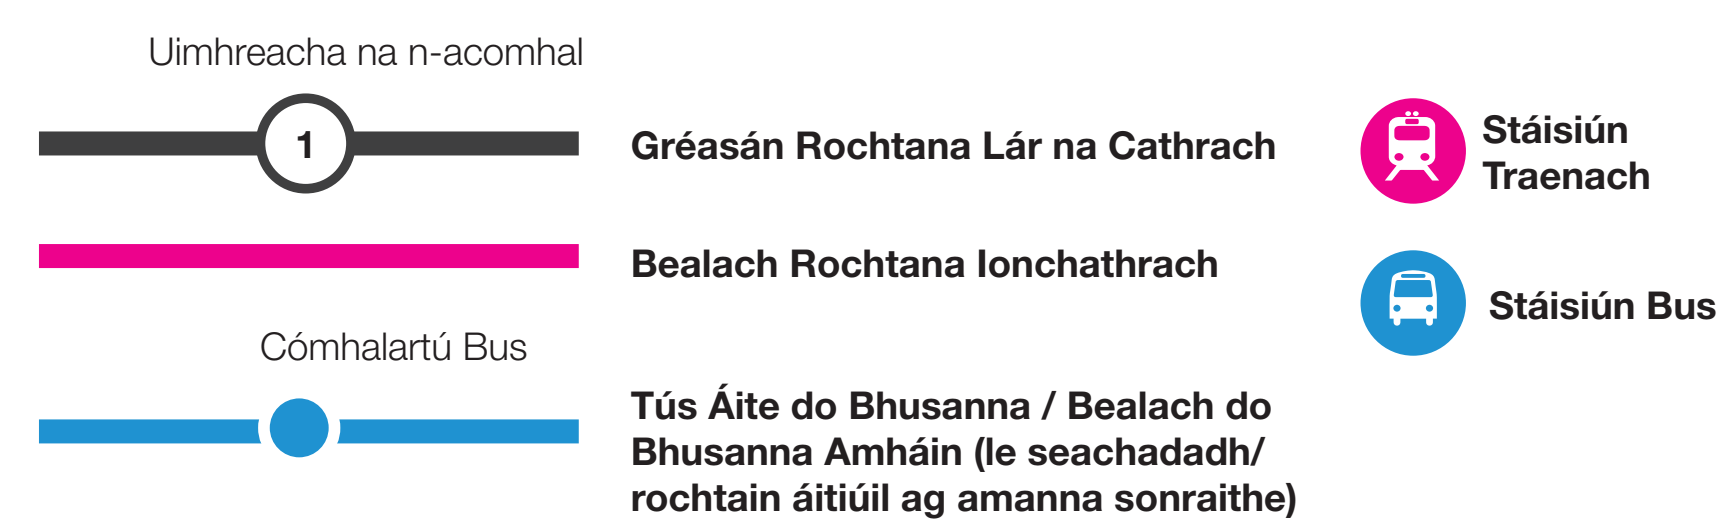 Uimhreacha na n-acomhal
1
Gréasán Rochtana Lár na Cathrach
Bealach Rochtana Ionchathrach
Cómhalartú Bus
Tús Áite do Bhusanna / Bealach do
Bhusanna Amháin (le seachadadh/
rochtain áitiúil ag amanna sonraithe)
Stáisiún
Traenach
Stáisiún Bus